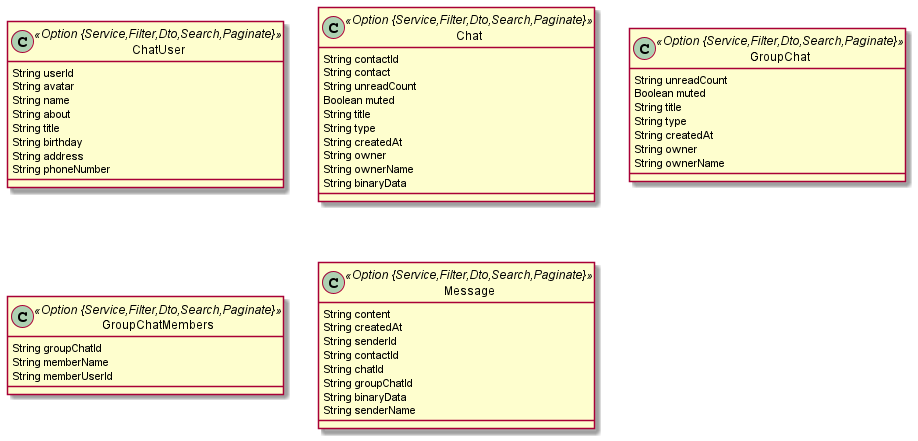 C
«Option {Service,Filter,Dto,Search,Paginate}»
ChatUser
String userId
String avatar
String name
String about
String title
String birthday
String address
String phoneNumber
C
«Option {Service,Filter,Dto,Search,Paginate}»
Chat
String contactId
String contact
String unreadCount
Boolean muted
String title
String type
String createdAt
String owner
String ownerName
String binaryData
C
«Option {Service,Filter,Dto,Search,Paginate}»
GroupChat
String unreadCount
Boolean muted
String title
String type
String createdAt
String owner
String ownerName
C
«Option {Service,Filter,Dto,Search,Paginate}»
GroupChatMembers
String groupChatId
String memberName
String memberUserId
C
«Option {Service,Filter,Dto,Search,Paginate}»
Message
String content
String createdAt
String senderId
String contactId
String chatId
String groupChatId
String binaryData
String senderName